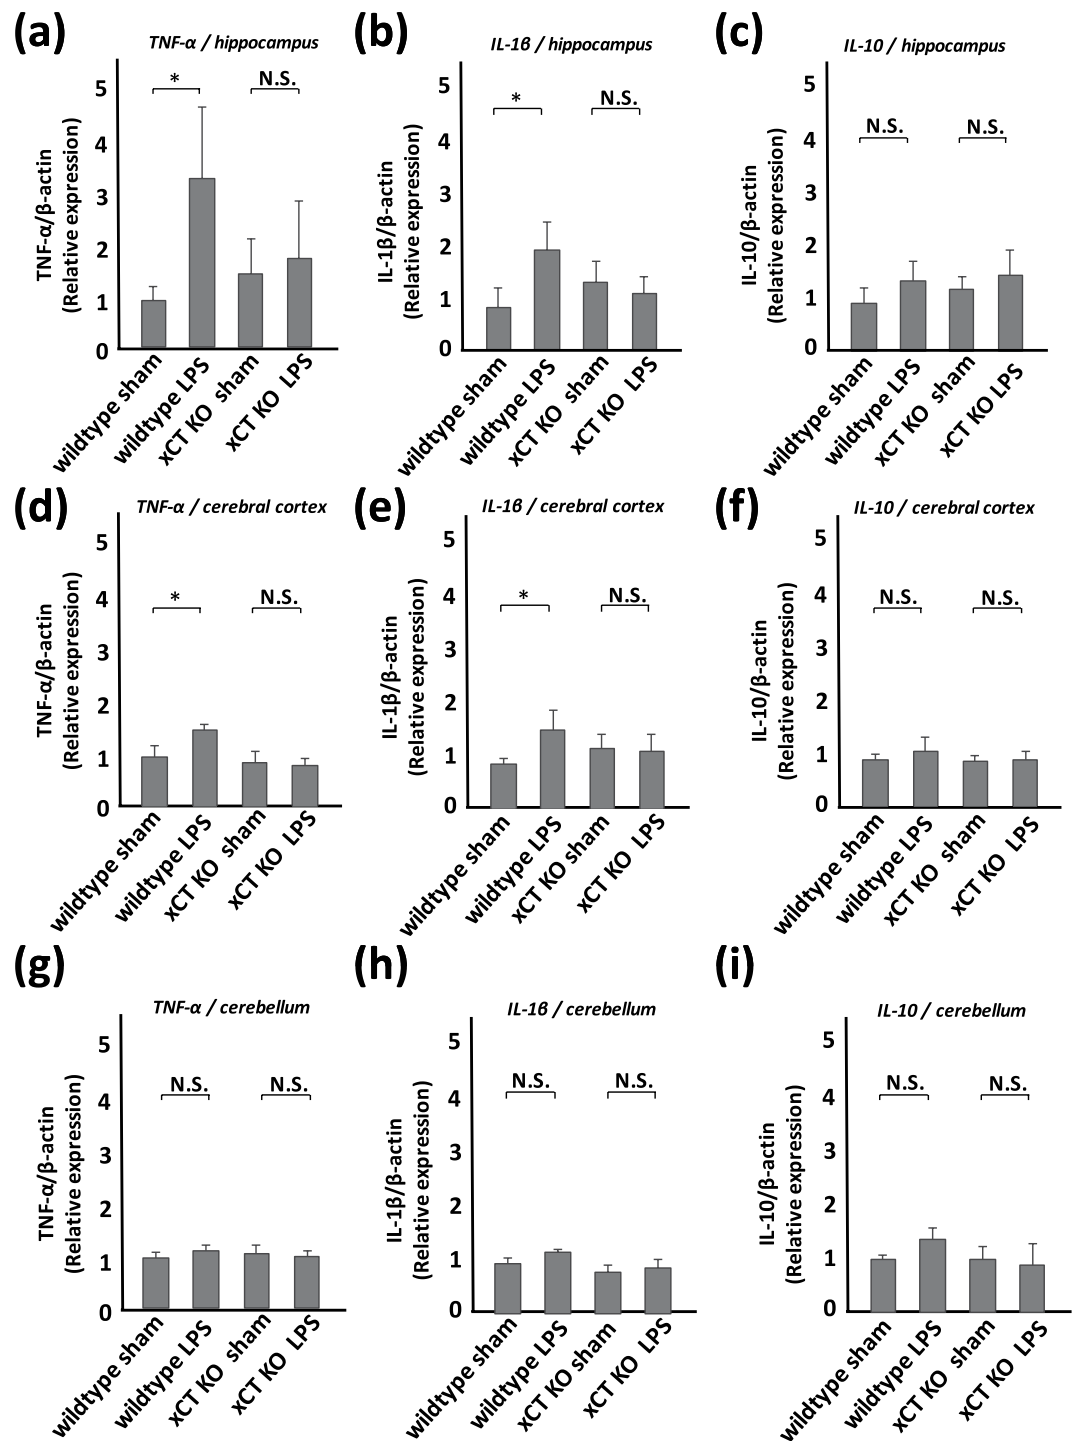 (a)
TNF-α / hippocampus
TNF-α/β-actin
(Relative expression)
5
4
3
2
1
0
*
N.S.
wildtype sham
wildtype LPS
xCT KO sham
xCT KO LPS
(b)
IL-1β / hippocampus
IL-1β/β-actin
(Relative expression)
5
4
3
2
1
0
*
N.S.
wildtype sham
wildtype LPS
xCT KO sham
xCT KO LPS
(c)
IL-10 / hippocampus
IL-10/β-actin
(Relative expression)
5
4
3
2
1
0
N.S.
N.S.
wildtype sham
wildtype LPS
xCT KO sham
xCT KO LPS
(d)
TNF-α / cerebral cortex
TNF-α/β-actin
(Relative expression)
5
4
3
2
1
0
*
N.S.
wildtype sham
wildtype LPS
xCT KO sham
xCT KO LPS
(e)
IL-1β / cerebral cortex
IL-1β/β-actin
(Relative expression)
5
4
3
2
1
0
*
N.S.
wildtype sham
wildtype LPS
xCT KO sham
xCT KO LPS
(f)
IL-10 / cerebral cortex
IL-10/β-actin
(Relative expression)
5
4
3
2
1
0
N.S.
N.S.
wildtype sham
wildtype LPS
xCT KO sham
xCT KO LPS
(g)
TNF-α / cerebellum
TNF-α/β-actin
(Relative expression)
5
4
3
2
1
0
N.S.
N.S.
wildtype sham
wildtype LPS
xCT KO sham
xCT KO LPS
(h)
IL-1β / cerebellum
IL-1β/β-actin
(Relative expression)
5
4
3
2
1
0
N.S.
N.S.
wildtype sham
wildtype LPS
xCT KO sham
xCT KO LPS
(i)
IL-10 / cerebellum
IL-10/β-actin
(Relative expression)
5
4
3
2
1
0
N.S.
N.S.
wildtype sham
wildtype LPS
xCT KO sham
xCT KO LPS